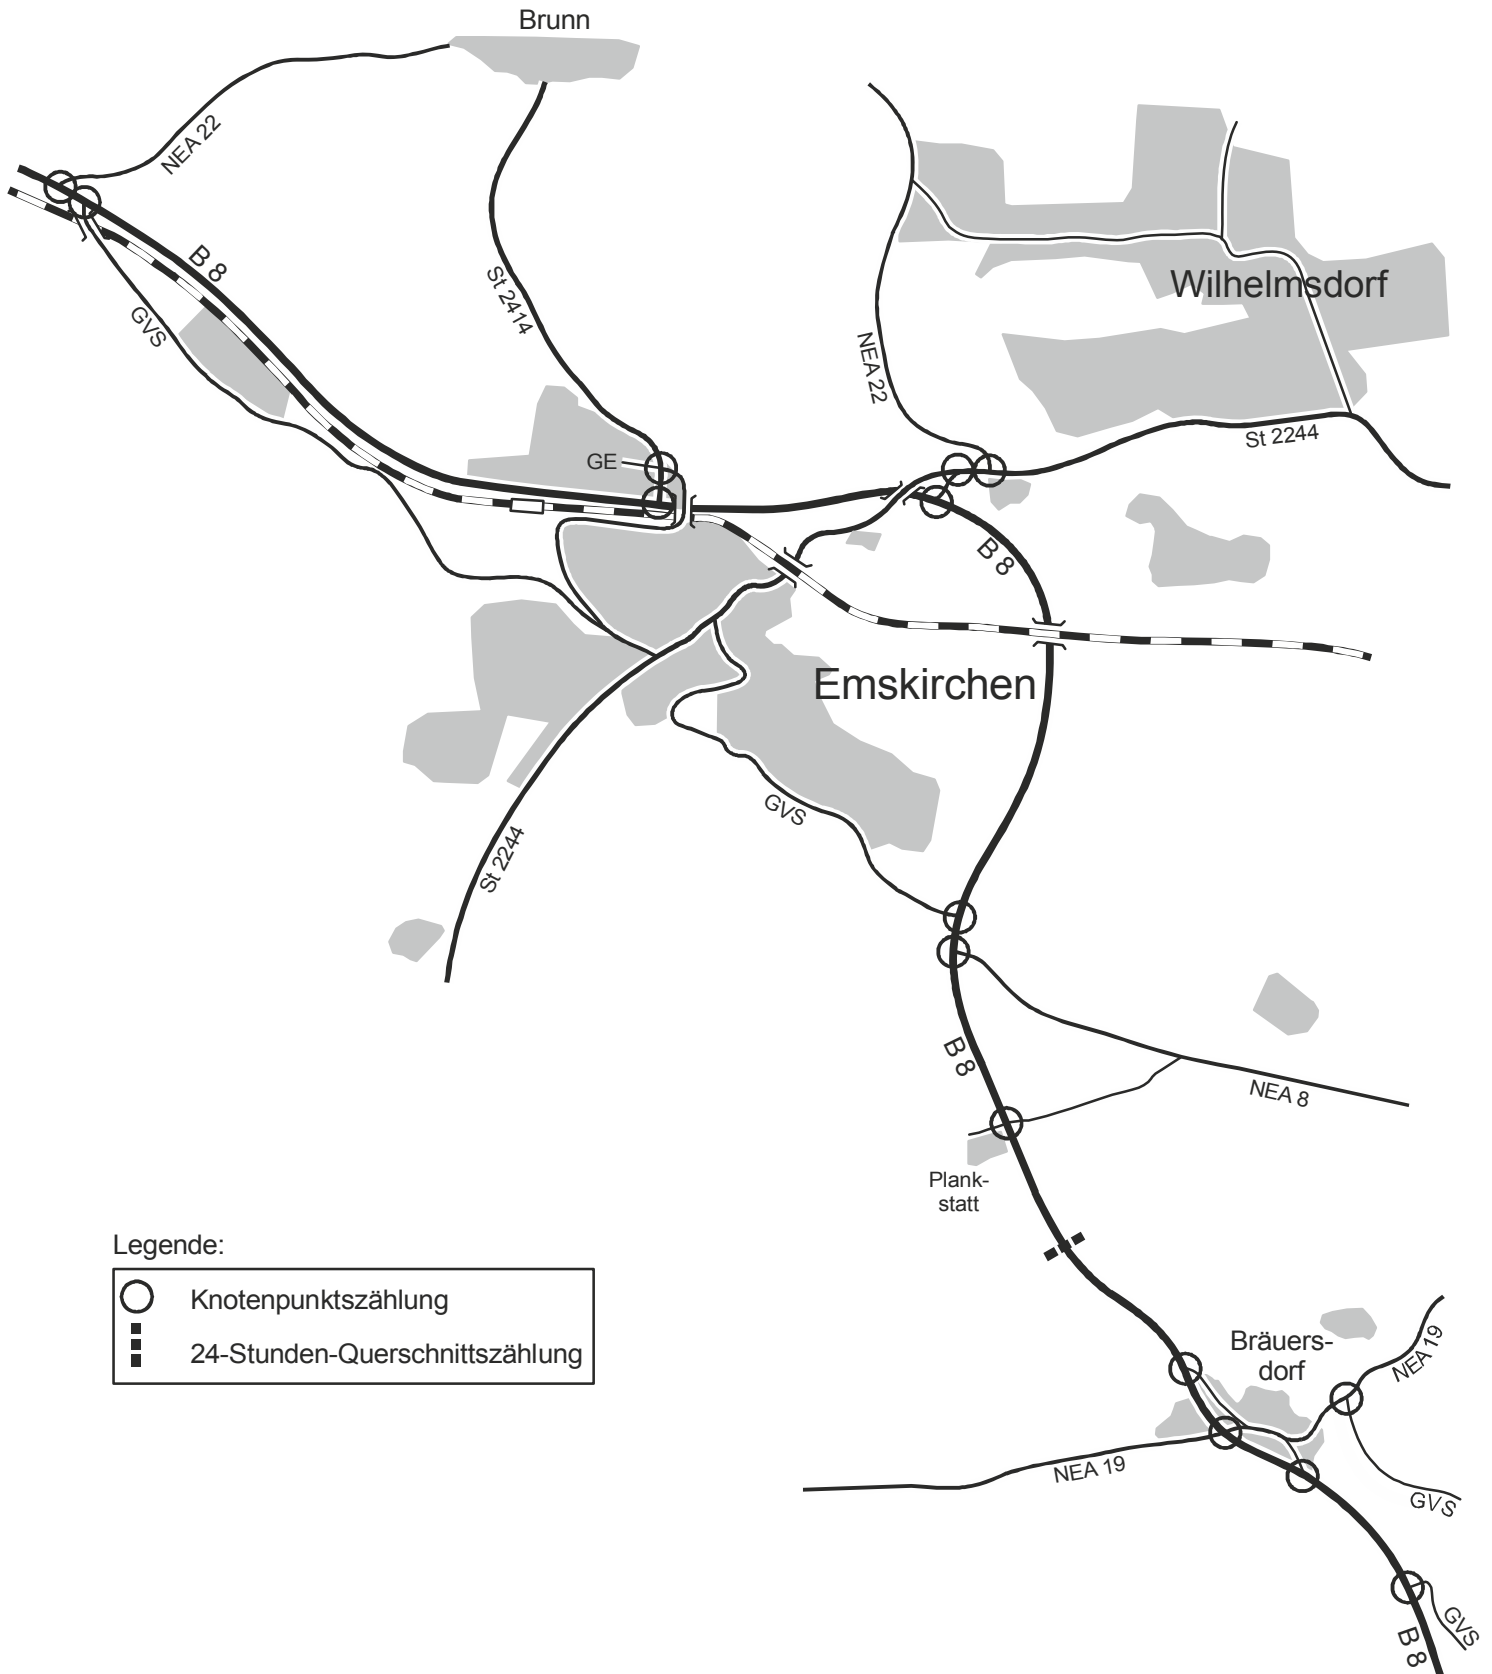 Brunn
NEA 22
B 8
St 2414
GVS
Wilhelmsdorf
NEA 22
St 2244
GE
B 8
Emskirchen
GVS
St 2244
B 8
NEA 8
Plank-
statt
Legende:
Knotenpunktszählung
24-Stunden-Querschnittszählung
Bräuers-
dorf
NEA 19
NEA 19
GVS
GVS
B 8